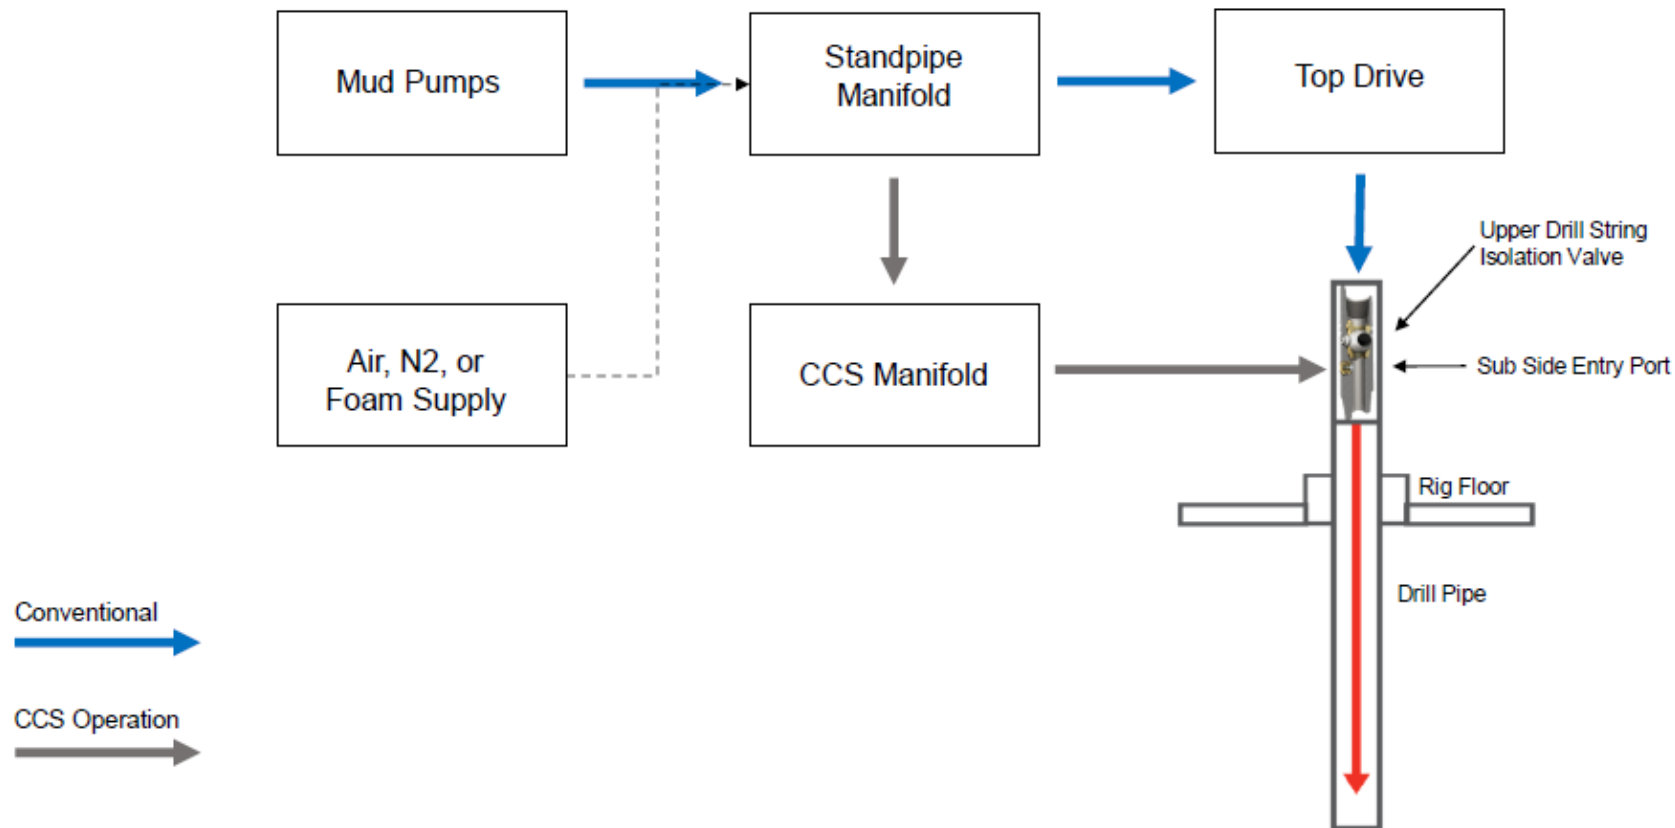 Mud Pumps
Standpipe
Manifold
Top Drive
Upper Drill String
Isolation Valve
Air, N2, or
Foam Supply
CCS Manifold
Sub Side Entry Port
Rig Floor
Drill Pipe
Conventional
CCS Operation